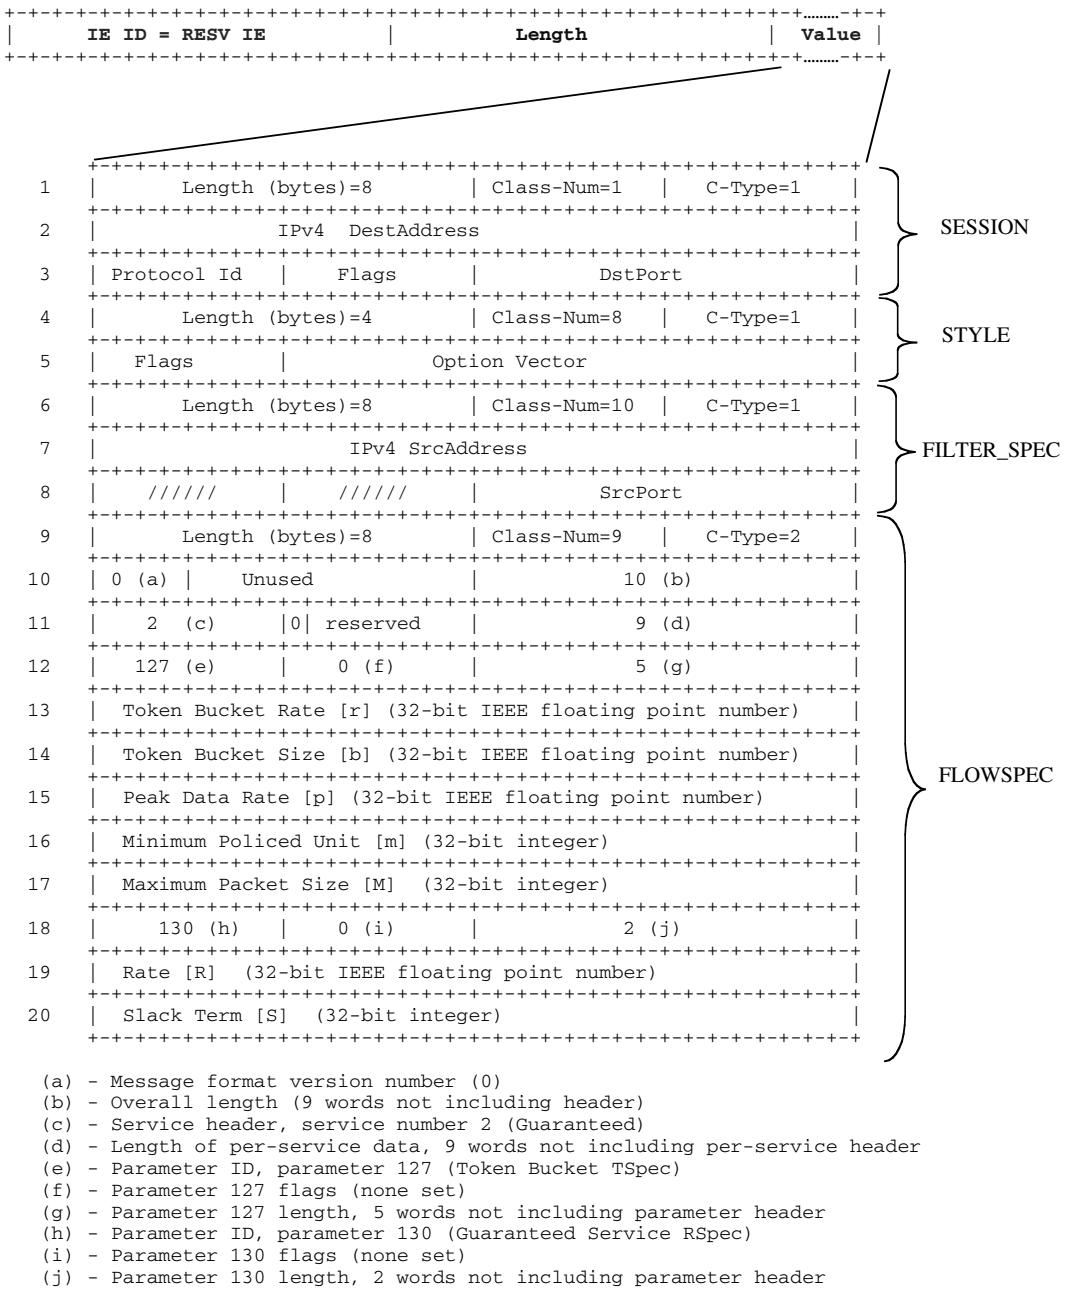 +-+-+-+-+-+-+-+-+-+-+-+-+-+-+-+-+-+-+-+-+-+-+-+-+-+-+-+-+-+-+-+-+-+-+-+-+-+.........-+-+
| IE ID = RESV IE | Length | Value |
+-+-+-+-+-+-+-+-+-+-+-+-+-+-+-+-+-+-+-+-+-+-+-+-+-+-+-+-+-+-+-+-+-+-+-+-+-+.........-+-+
1 | Length (bytes)=8 | Class-Num=1 | C-Type=1 |
2 | IPv4 DestAddress | SESSION
3 | Protocol Id | Flags | DstPort |
4 | Length (bytes)=4 | Class-Num=8 | C-Type=1 |
STYLE
5 | Flags | Option Vector |
6 | Length (bytes)=8 | Class-Num=10 | C-Type=1 |
7 | IPv4 SrcAddress | FILTER_SPEC
8 | ////// | ////// | SrcPort |
9 | Length (bytes)=8 | Class-Num=9 | C-Type=2 |
10 | 0 (a) | Unused | 10 (b) |
11 | 2 (c) |0| reserved | 9 (d) |
12 | 127 (e) | 0 (f) | 5 (g) |
13 | Token Bucket Rate [r] (32-bit IEEE floating point number) |
14 | Token Bucket Size [b] (32-bit IEEE floating point number) |
FLOWSPEC
15 | Peak Data Rate [p] (32-bit IEEE floating point number) |
16 | Minimum Policed Unit [m] (32-bit integer) |
17 | Maximum Packet Size [M] (32-bit integer) |
18 | 130 (h) | 0 (i) | 2 (j) |
19 | Rate [R] (32-bit IEEE floating point number) |
20 | Slack Term [S] (32-bit integer) |
(a) - Message format version number (0)
(b) - Overall length (9 words not including header)
(c) - Service header, service number 2 (Guaranteed)
(d) - Length of per-service data, 9 words not including per-service header
(e) - Parameter ID, parameter 127 (Token Bucket TSpec)
(f) - Parameter 127 flags (none set)
(g) - Parameter 127 length, 5 words not including parameter header
(h) - Parameter ID, parameter 130 (Guaranteed Service RSpec)
(i) - Parameter 130 flags (none set)
(j) - Parameter 130 length, 2 words not including parameter header